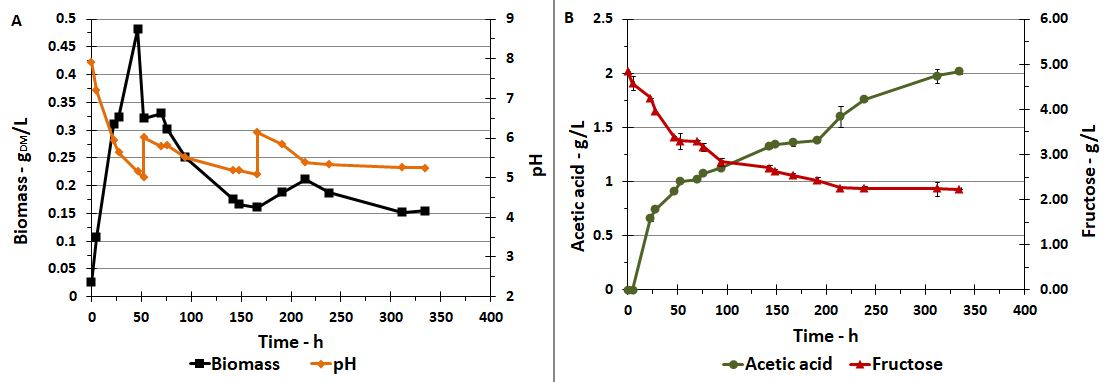 A
0.5
0.45
0.4
0.35
0.3
0.25
0.2
0.15
0.1
0.05
0
Biomass - gDM/L
9
8
7
6
5
4
3
2
pH
0 50 100 150 200 250 300 350 400
Time - h
Biomass pH
B
2.5
2
1.5
1
0.5
0
Acetic acid - g/L
6.00
5.00
4.00
3.00
2.00
1.00
0.00
Fructose - g/L
0 50 100 150 200 250 300 350 400
Time - h
Acetic acid Fructose